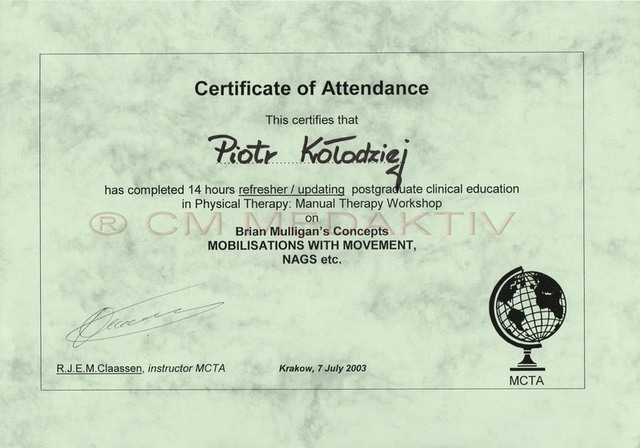 Certificate of Attendance
This certifies that
Piotr Kołodziej
has completed 14 hours refresher / updating postgraduate clinical education
in Physical Therapy: Manual Therapy Workshop
on
® CM MEDAKTIV
Brian Mulligan's Concepts
MOBILISATIONS WITH MOVEMENT,
NAGS etc.
R.J.E.M.Claassen, instructor MCTA
Krakow, 7 July 2003
MCTA